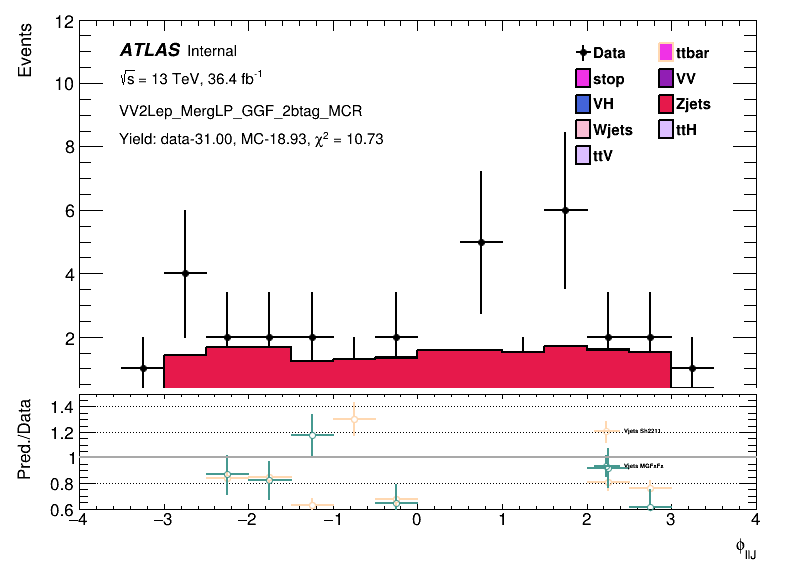 Events
12
10
8
6
4
2
ATLAS Internal
√s = 13 TeV, 36.4 fb⁻¹
VV2Lep_MergLP_GGF_2btag_MCR
Yield: data-31.00, MC-18.93, χ² = 10.73
Data ttbar
stop VV
VH Zjets
Wjets ttH
ttV
Pred./Data
1.4
1.2
1
0.8
0.6
Vjets Sh2211
Vjets MGFxFx
−4 −3 −2 −1 0 1 2 3 4
ϕ_llJ